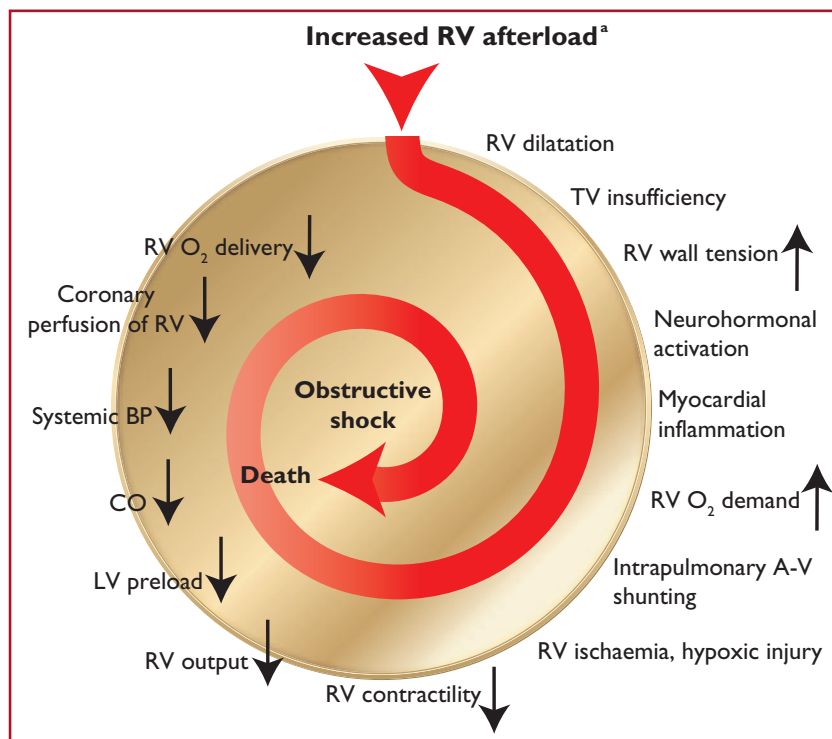 Increased RV afterloadᵃ
RV dilatation
TV insufficiency
RV wall tension
Neurohormonal
activation
Myocardial
inflammation
RV O₂ demand
Intrapulmonary A-V
shunting
RV ischaemia, hypoxic injury
RV contractility
RV output
LV preload
CO
Systemic BP
Coronary
perfusion of RV
RV O₂ delivery
Obstructive
shock
Death